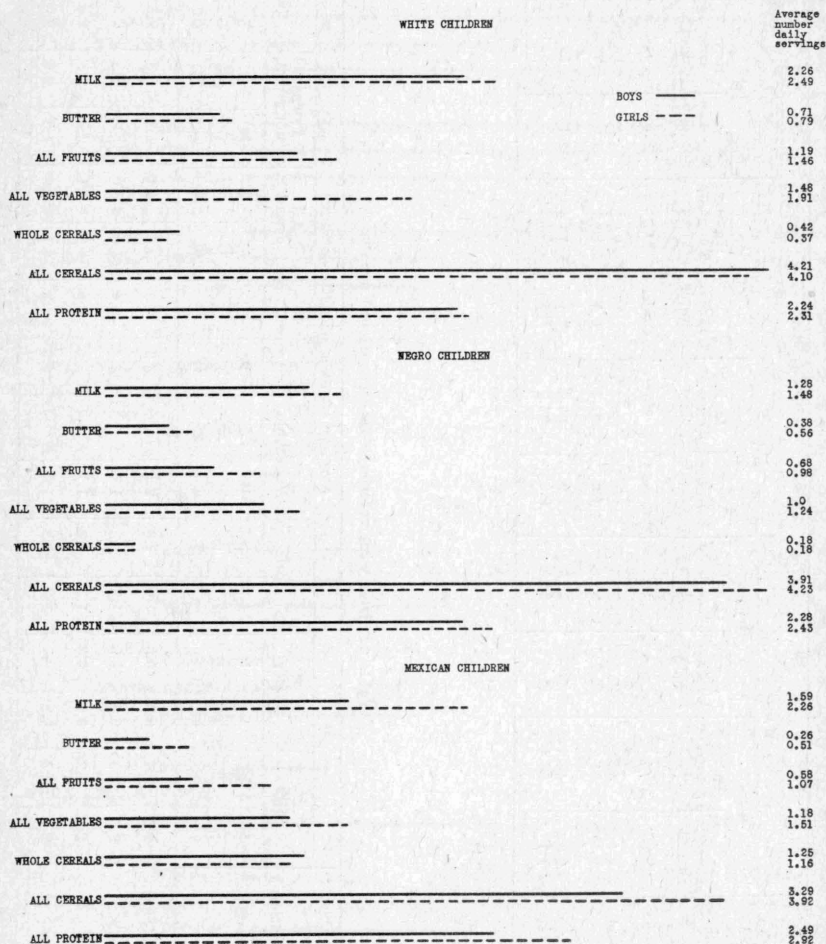 WHITE CHILDREN
Average
number
daily
servings
MILK 2.26
2.49
BOYS
GIRLS
BUTTER 0.71
0.79
ALL FRUITS 1.19
1.46
ALL VEGETABLES 1.48
1.91
WHOLE CEREALS 0.42
0.37
ALL CEREALS 4.21
4.10
ALL PROTEIN 2.24
2.31
NEGRO CHILDREN
MILK 1.28
1.48
BUTTER 0.38
0.56
ALL FRUITS 0.68
0.98
ALL VEGETABLES 1.0
1.24
WHOLE CEREALS 0.18
0.18
ALL CEREALS 3.91
4.23
ALL PROTEIN 2.28
2.43
MEXICAN CHILDREN
MILK 1.59
2.26
BUTTER 0.26
0.51
ALL FRUITS 0.58
1.07
ALL VEGETABLES 1.18
1.51
WHOLE CEREALS 1.25
1.16
ALL CEREALS 3.29
3.92
ALL PROTEIN 2.49
2.92